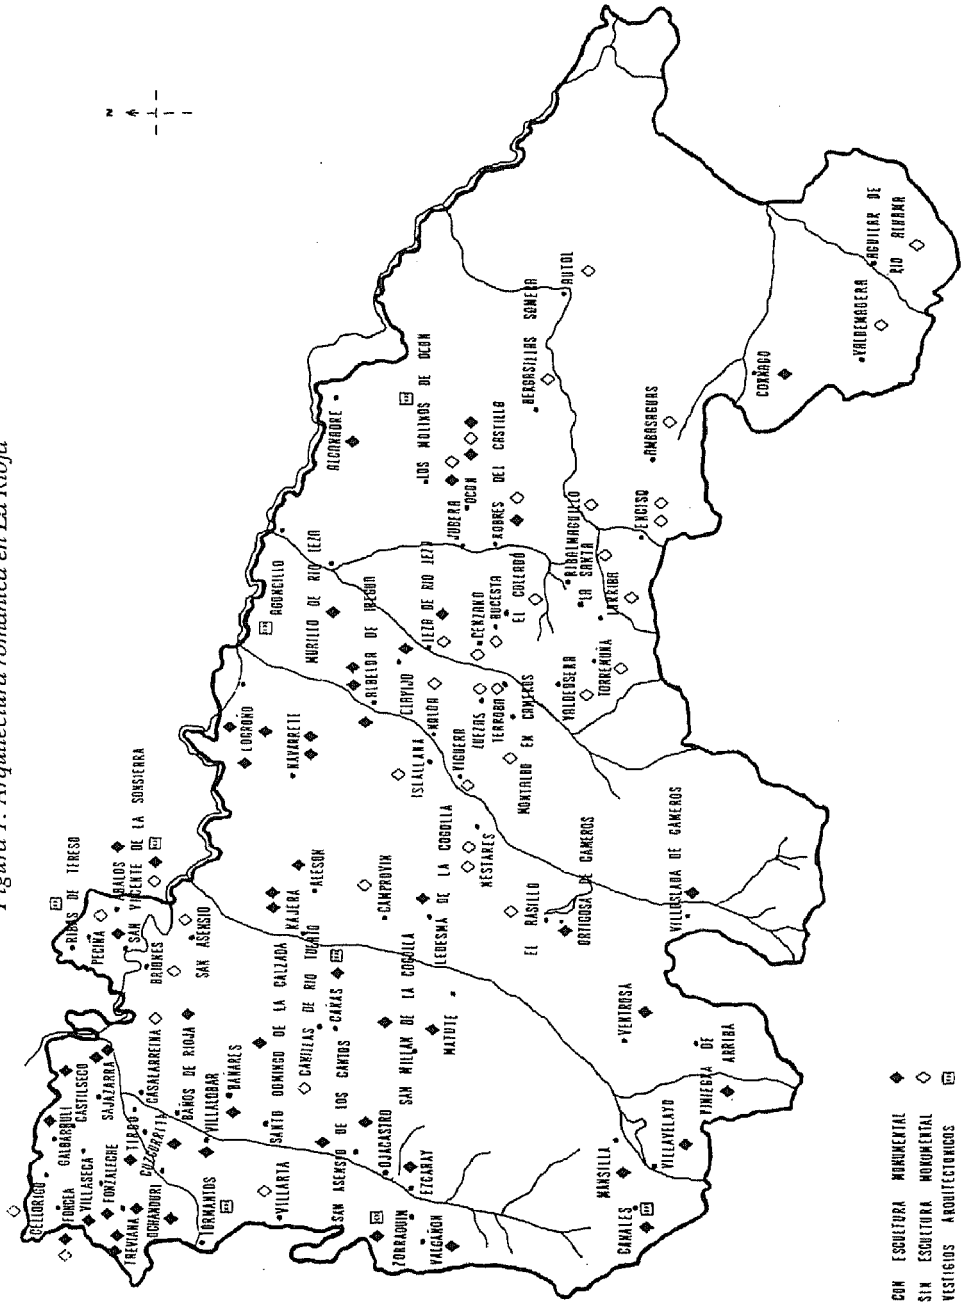 Figura 1. Arquitectura románica en La Rioja
N
CELLORIGO
FONCEA
GALBARRULI
VILLASECA
CASTILSECO
FONZALECHE
SAJAZARRA
TREVIANA
TIRGO
CASALARREINA
OCHANDURI
CUZCURRITA
BAÑOS DE RIOJA
TORMANTOS
VILLALOBAR
BAÑARES
VILLARTA
SANTO DOMINGO DE LA CALZADA
CANILLAS DE RIO TUERTO
SAN ASENSIO DE LOS CANTOS
CAÑAS
OJACASTRO
SAN MILLAN DE LA COGOLLA
EZCARAY
MATUTE
ZORRAQUIN
VALGAÑON
RIBAS DE TERESO
PECIÑA
ABALOS
SAN VICENTE DE LA SONSIERRA
BRIONES
SAN ASENSIO
NAJERA
ALESON
CAMPROVIN
LEDESMA DE LA COGOLLA
LOGROÑO
NAVARRETE
AGONCILLO
MURILLO DE RIO LEZA
ALBELDA DE IREGUA
CLAVIJO
LEZA DE RIO LEZA
NALDA
ISLALLANA
VIGUERA
NESTARES
LUEZAS
TERROBA
MONTALBO EN CAMEROS
CENZANO
BUCESTA
EL COLLADO
ALCANADRE
LOS MOLINOS DE OCON
OCON
JUBERA
ROBRES DEL CASTILLO
BERGASILLAS SOMERA
AUTOL
RIBALMAGUILLO
LA SANTA
LARRIBA
ENCISO
AMBASAGUAS
VALDEOSERA
TORREMUÑA
EL RASILLO
ORTIGOSA DE CAMEROS
VILLOSLADA DE CAMEROS
VENTROSA
VINIEGRA DE ARRIBA
VILLAVELAYO
MANSILLA
CANALES
CORNAGO
VALDEMADERA
AGUILAR DE
RIO ALHAMA
CON ESCULTURA MONUMENTAL
SIN ESCULTURA MONUMENTAL
VESTIGIOS ARQUITECTONICOS